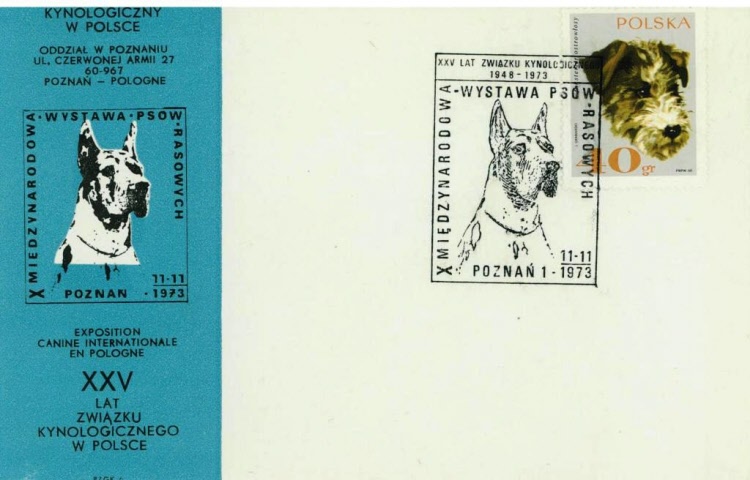 KYNOLOGICZNY
W POLSCE
ODDZIAŁ W POZNANIU
UL. CZERWONEJ ARMII 27
60-967
POZNAŃ – POLOGNE
X MIĘDZYNARODOWA · WYSTAWA · PSÓW · RASOWYCH
11-11
POZNAŃ · 1973
EXPOSITION
CANINE INTERNATIONALE
EN POLOGNE
XXV
LAT
ZWIĄZKU
KYNOLOGICZNEGO
W POLSCE
XXV LAT ZWIĄZKU KYNOLOGICZNEGO
1948 - 1973
X MIĘDZYNARODOWA - WYSTAWA PSÓW - RASOWYCH
11-11
POZNAŃ 1 - 1973
POLSKA
40 gr